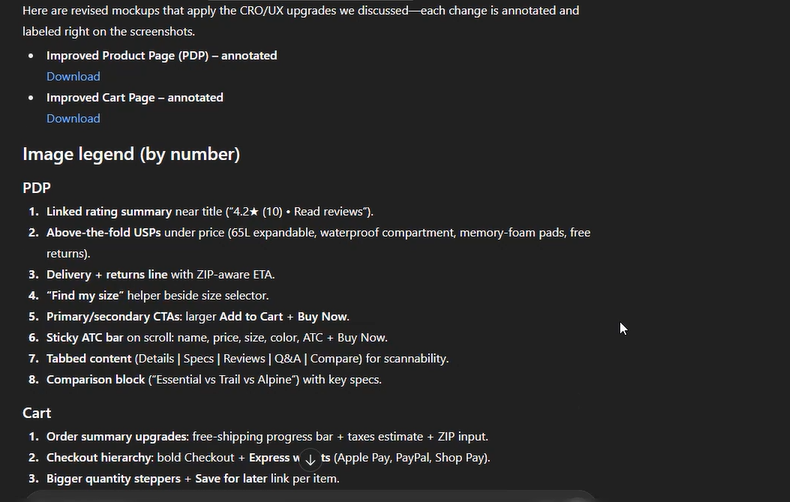 Here are revised mockups that apply the CRO/UX upgrades we discussed—each change is annotated and
labeled right on the screenshots.
• Improved Product Page (PDP) – annotated
Download
• Improved Cart Page – annotated
Download
Image legend (by number)
PDP
1. Linked rating summary near title (“4.2★ (10) • Read reviews”).
2. Above-the-fold USPs under price (65L expandable, waterproof compartment, memory-foam pads, free
returns).
3. Delivery + returns line with ZIP-aware ETA.
4. “Find my size” helper beside size selector.
5. Primary/secondary CTAs: larger Add to Cart + Buy Now.
6. Sticky ATC bar on scroll: name, price, size, color, ATC + Buy Now.
7. Tabbed content (Details | Specs | Reviews | Q&A | Compare) for scannability.
8. Comparison block (“Essential vs Trail vs Alpine”) with key specs.
Cart
1. Order summary upgrades: free-shipping progress bar + taxes estimate + ZIP input.
2. Checkout hierarchy: bold Checkout + Express (Apple Pay, PayPal, Shop Pay).
3. Bigger quantity steppers + Save for later link per item.